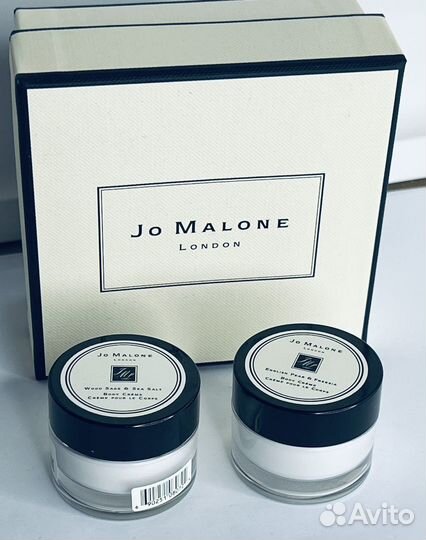 JO MALONE
LONDON
JO MALONE
LONDON
WOOD SAGE & SEA SALT
BODY CRÈME
CRÈME POUR LE CORPS
JO MALONE
LONDON
ENGLISH PEAR & FREESIA
BODY CRÈME
CRÈME POUR LE CORPS
Avito